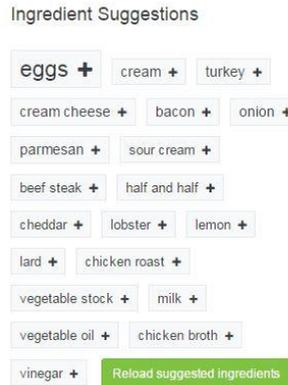 Ingredient Suggestions
eggs + cream + turkey +
cream cheese + bacon + onion +
parmesan + sour cream +
beef steak + half and half +
cheddar + lobster + lemon +
lard + chicken roast +
vegetable stock + milk +
vegetable oil + chicken broth +
vinegar + Reload suggested ingredients